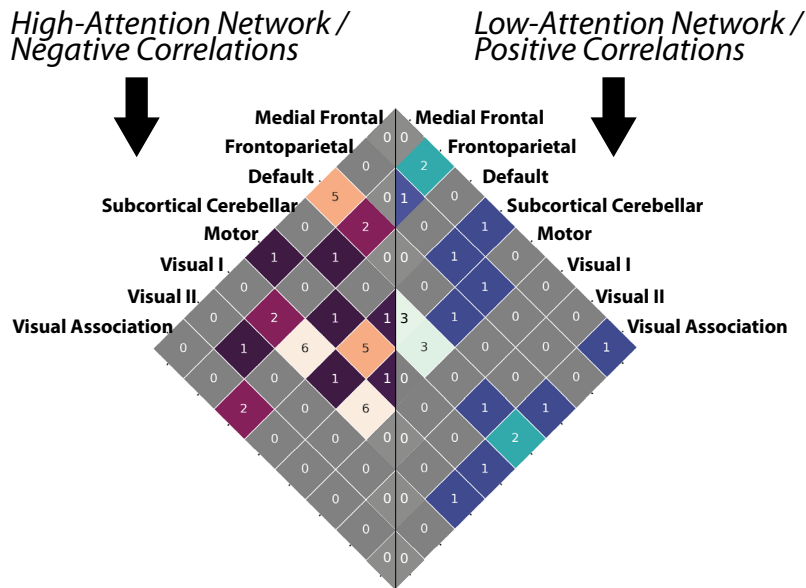 High-Attention Network /
Negative Correlations
Low-Attention Network /
Positive Correlations
Medial Frontal Medial Frontal
0 0
Frontoparietal Frontoparietal
0 2
Default Default
5 0 1 0
Subcortical Cerebellar Subcortical Cerebellar
0 2 0 1
Motor Motor
1 1 0 0 1 0
Visual I Visual I
0 0 0 0 1 0
Visual II Visual II
0 2 1 1 3 1 0 0
Visual Association Visual Association
0 1 6 5 3 0 0 1
0 0 1 1 0 0 0 0
2 0 6 0 1 1
0 0 0 0 0 2
0 0 0 1
0 0 0 1
0 0
0 0